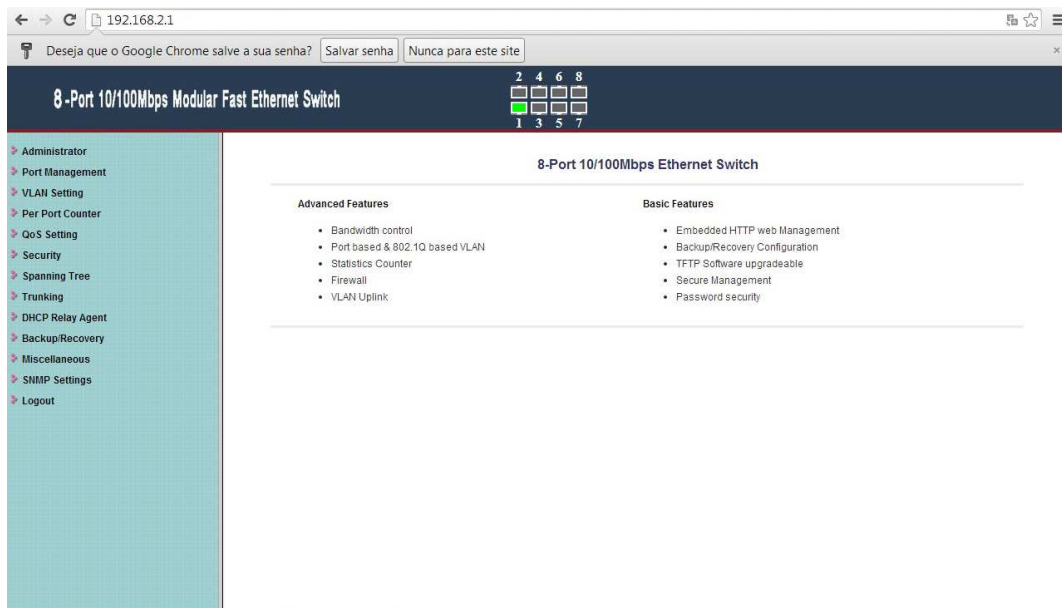 192.168.2.1
Deseja que o Google Chrome salve a sua senha? Salvar senha Nunca para este site
8-Port 10/100Mbps Modular Fast Ethernet Switch
2 4 6 8
1 3 5 7
Administrator
Port Management
VLAN Setting
Per Port Counter
QoS Setting
Security
Spanning Tree
Trunking
DHCP Relay Agent
Backup/Recovery
Miscellaneous
SNMP Settings
Logout
8-Port 10/100Mbps Ethernet Switch
Advanced Features
Bandwidth control
Port based & 802.1Q based VLAN
Statistics Counter
Firewall
VLAN Uplink
Basic Features
Embedded HTTP web Management
Backup/Recovery Configuration
TFTP Software upgradeable
Secure Management
Password security